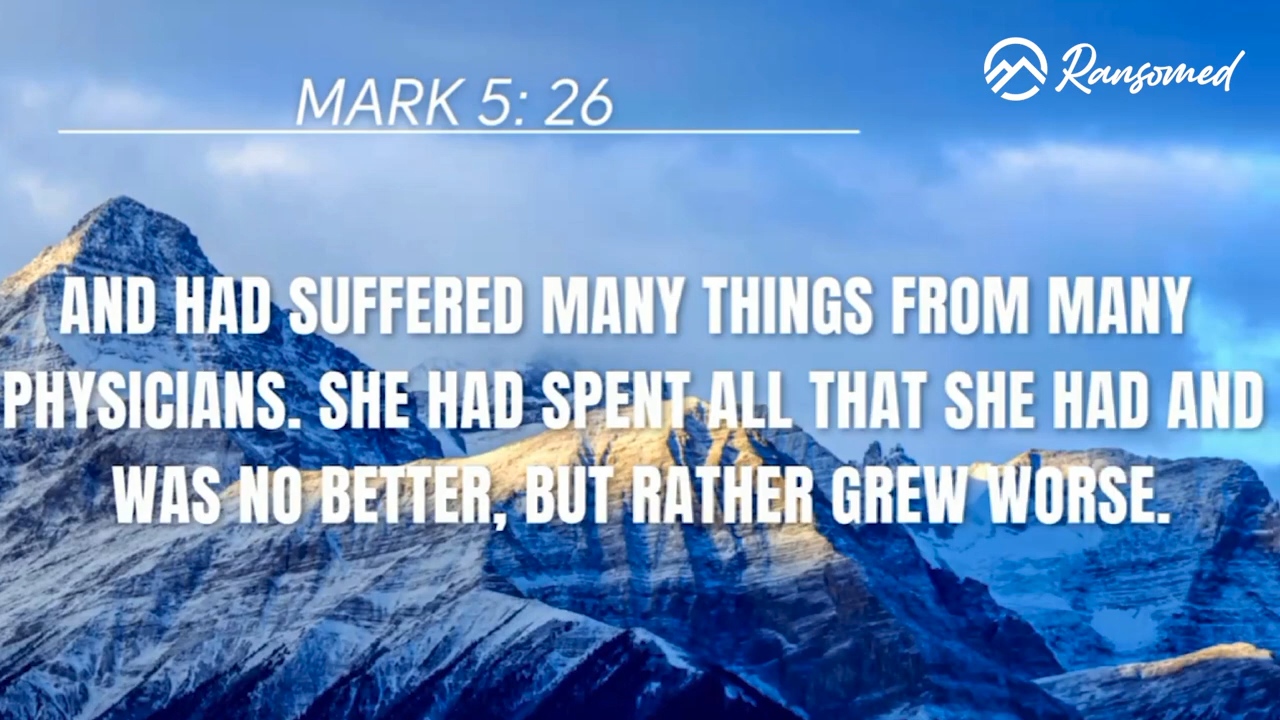 Ransomed
MARK 5: 26
AND HAD SUFFERED MANY THINGS FROM MANY
PHYSICIANS. SHE HAD SPENT ALL THAT SHE HAD AND
WAS NO BETTER, BUT RATHER GREW WORSE.